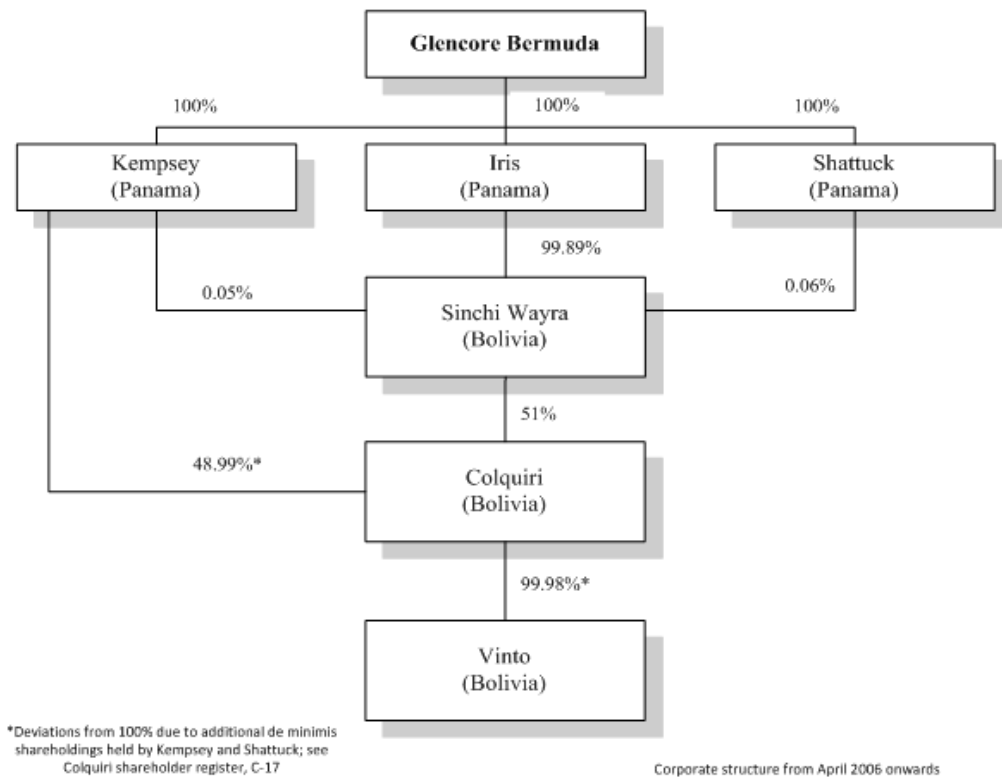 Glencore Bermuda
100%
100%
100%
Kempsey
(Panama)
Iris
(Panama)
Shattuck
(Panama)
99.89%
0.05%
0.06%
Sinchi Wayra
(Bolivia)
51%
48.99%*
Colquiri
(Bolivia)
99.98%*
Vinto
(Bolivia)
*Deviations from 100% due to additional de minimis
shareholdings held by Kempsey and Shattuck; see
Colquiri shareholder register, C-17
Corporate structure from April 2006 onwards